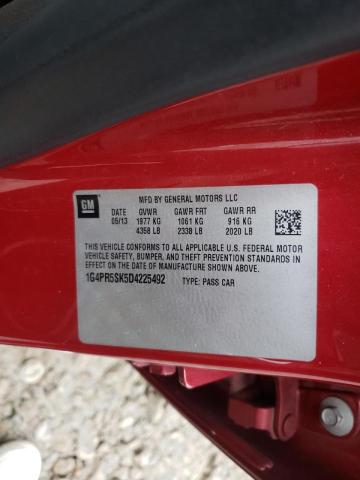 GM
MFD BY GENERAL MOTORS LLC
DATE GVWR GAWR FRT GAWR RR
05/13 1977 KG 1061 KG 916 KG
4358 LB 2338 LB 2020 LB
THIS VEHICLE CONFORMS TO ALL APPLICABLE U.S. FEDERAL MOTOR
VEHICLE SAFETY, BUMPER, AND THEFT PREVENTION STANDARDS IN
EFFECT ON THE DATE OF MANUFACTURE SHOWN ABOVE.
1G4PR5SK5D4225492 TYPE: PASS CAR